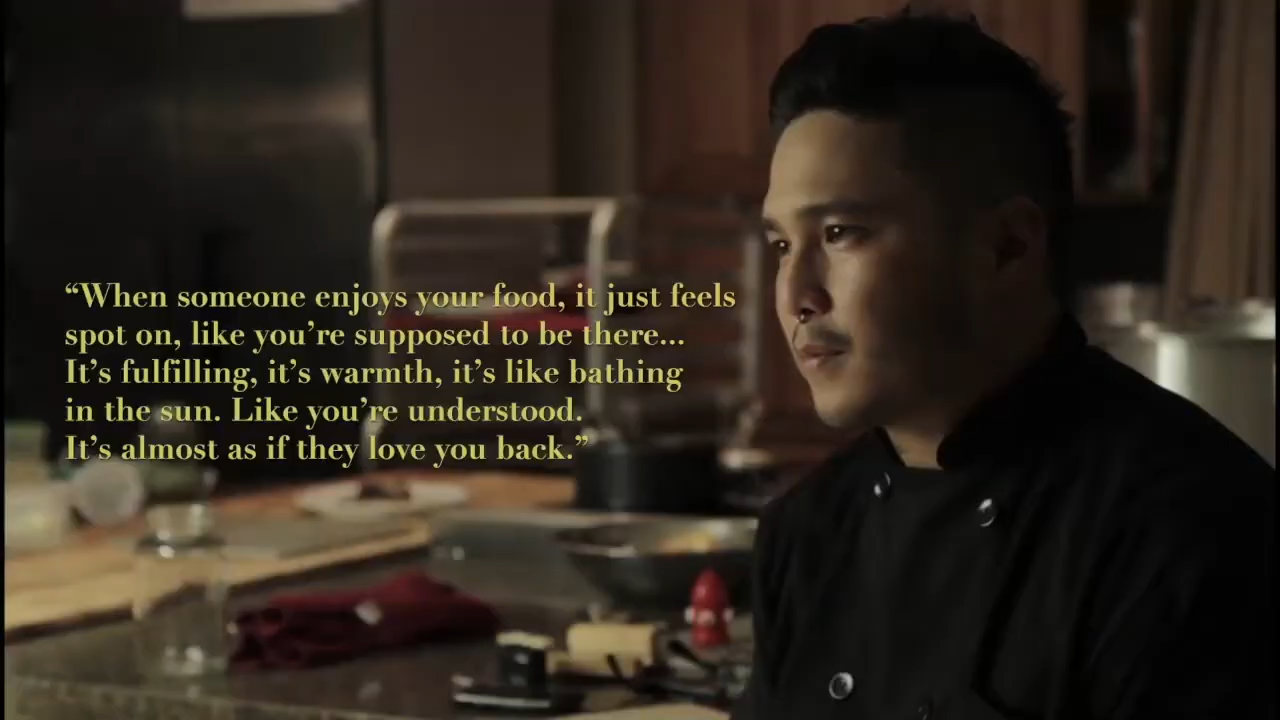 “When someone enjoys your food, it just feels
spot on, like you’re supposed to be there...
It’s fulfilling, it’s warmth, it’s like bathing
in the sun. Like you’re understood.
It’s almost as if they love you back.”